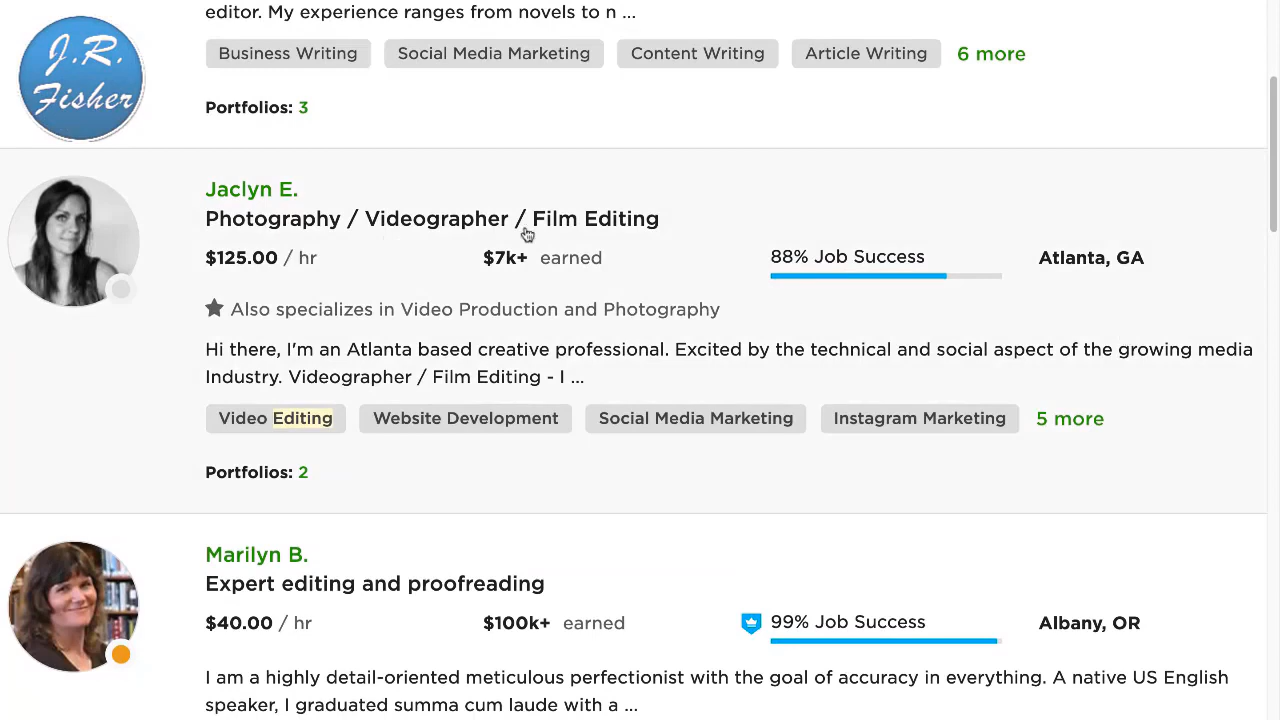 editor. My experience ranges from novels to n ...
J.R.
Fisher
Business Writing Social Media Marketing Content Writing Article Writing 6 more
Portfolios: 3
Jaclyn E.
Photography / Videographer / Film Editing
$125.00 / hr $7k+ earned 88% Job Success Atlanta, GA
Also specializes in Video Production and Photography
Hi there, I'm an Atlanta based creative professional. Excited by the technical and social aspect of the growing media
Industry. Videographer / Film Editing - I ...
Video Editing Website Development Social Media Marketing Instagram Marketing 5 more
Portfolios: 2
Marilyn B.
Expert editing and proofreading
$40.00 / hr $100k+ earned 99% Job Success Albany, OR
I am a highly detail-oriented meticulous perfectionist with the goal of accuracy in everything. A native US English
speaker, I graduated summa cum laude with a ...